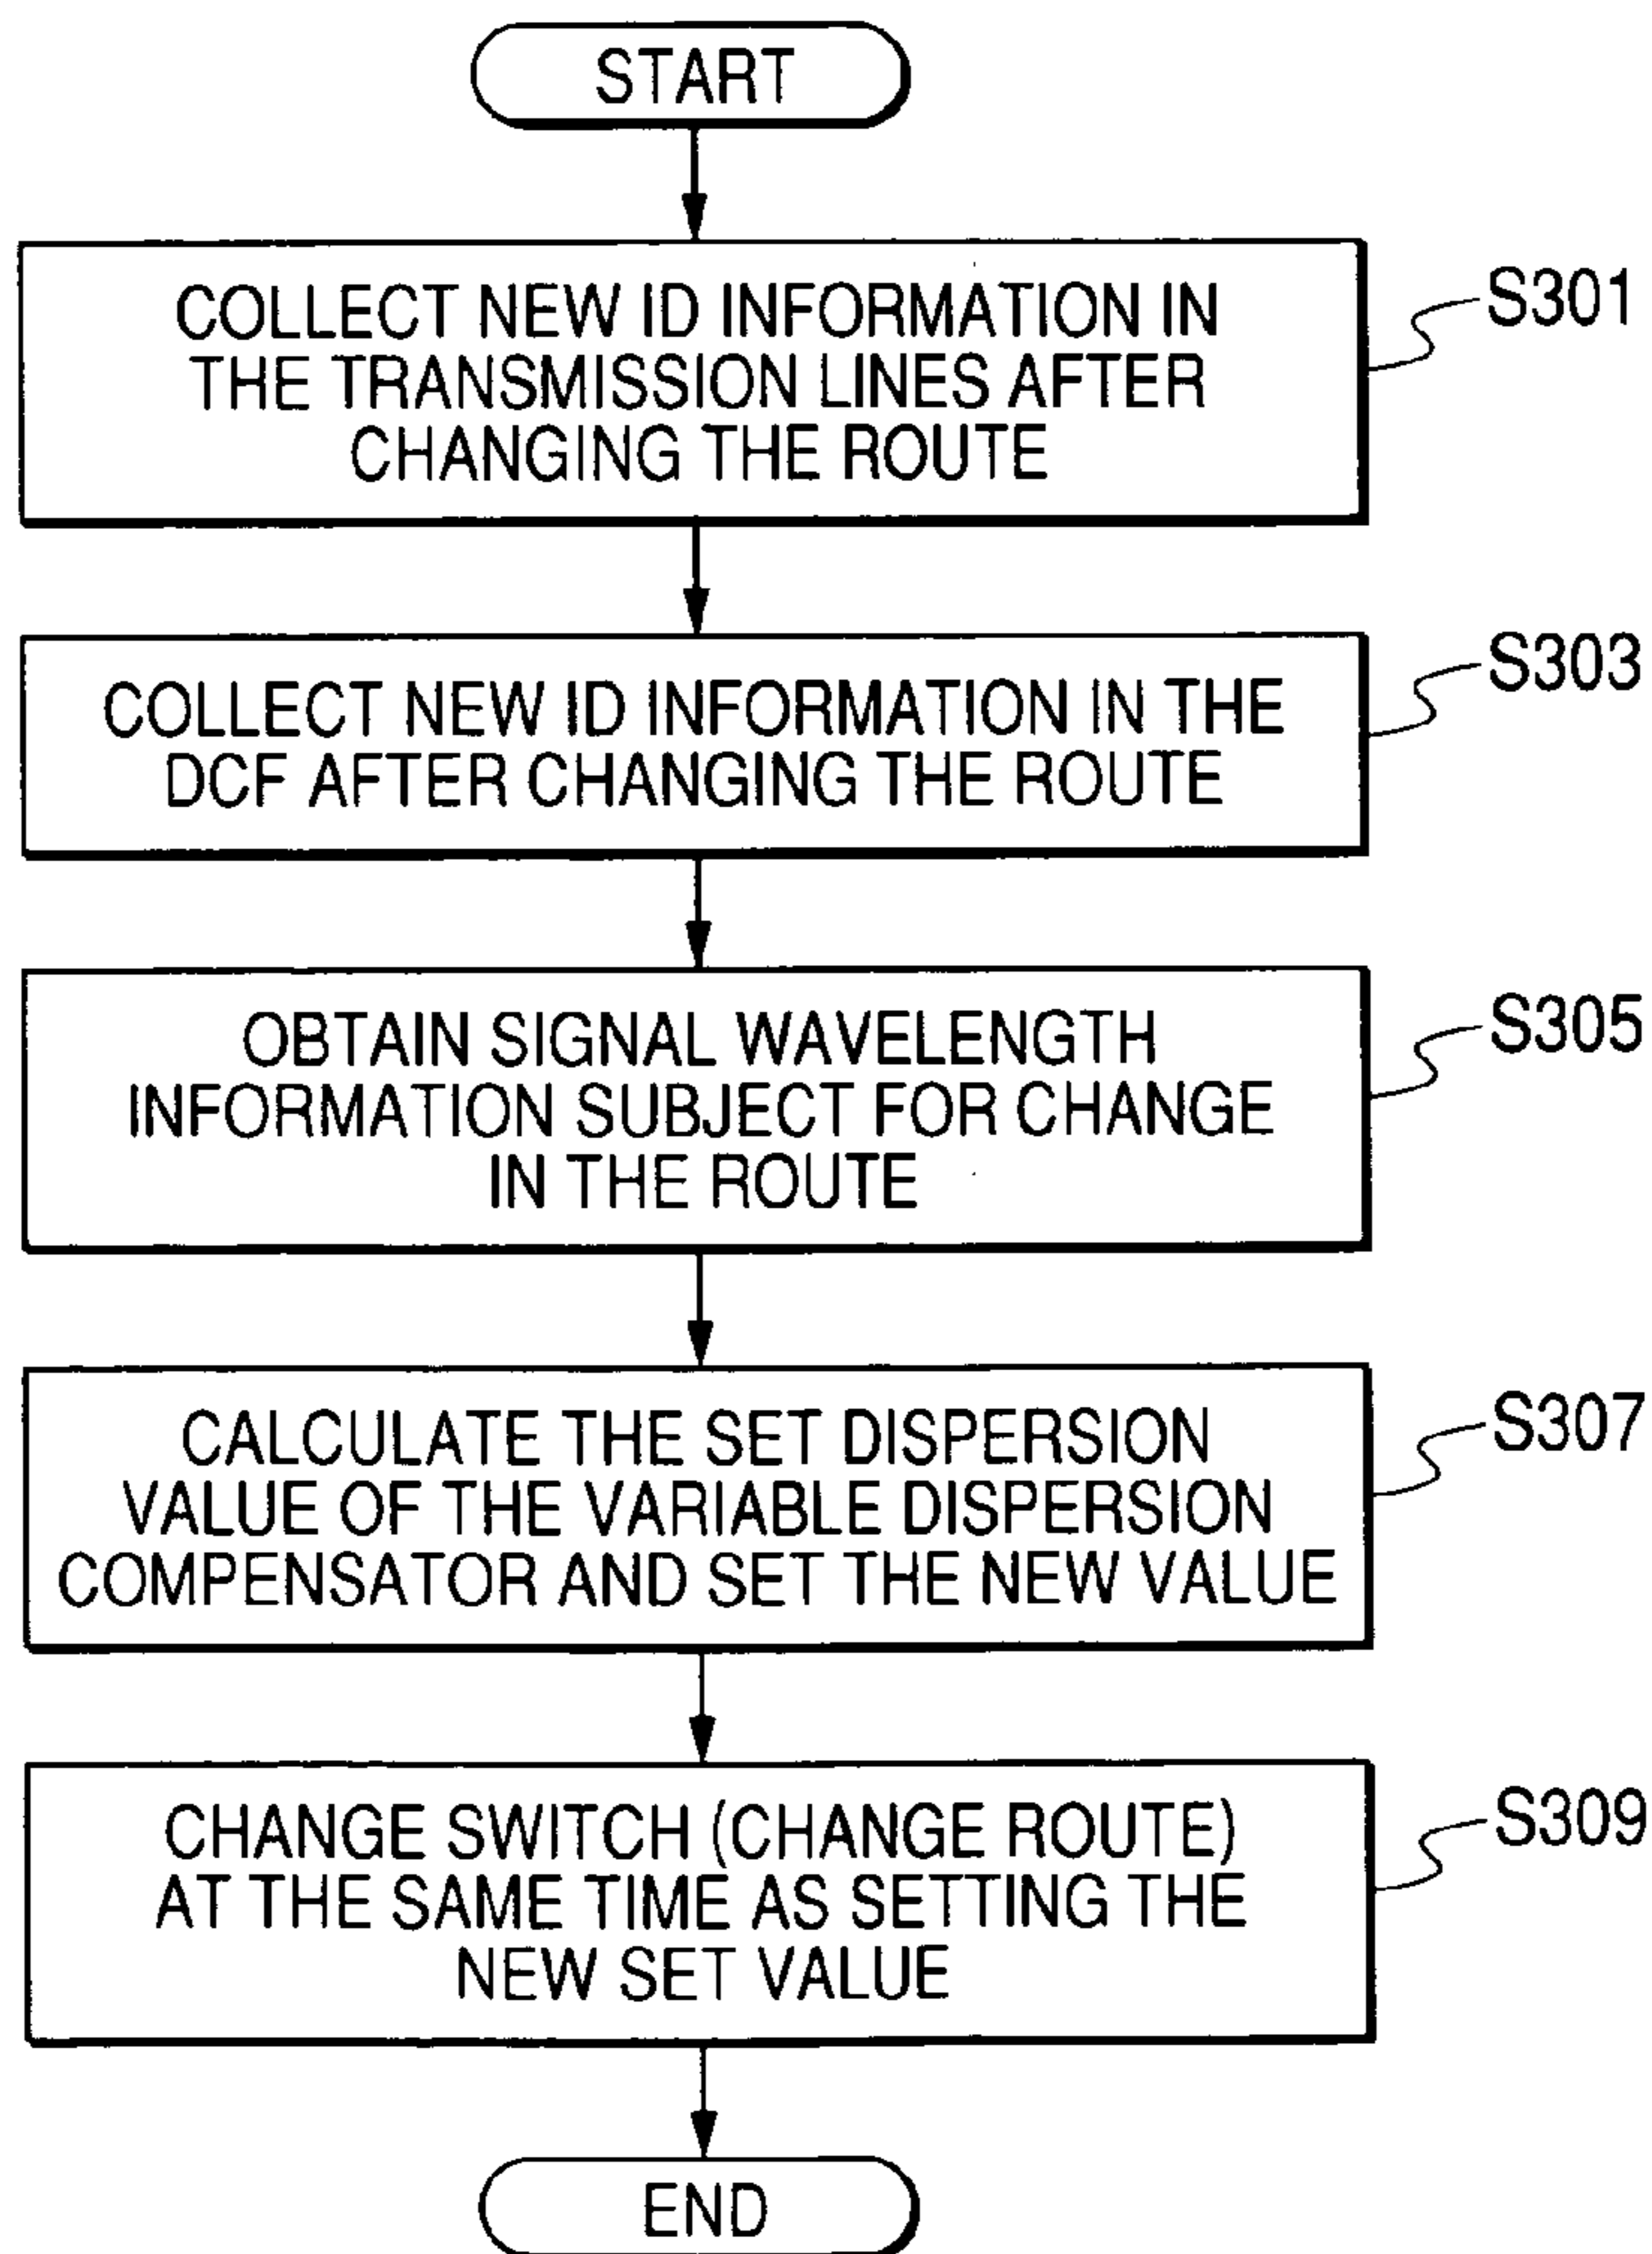 START
COLLECT NEW ID INFORMATION IN
THE TRANSMISSION LINES AFTER
CHANGING THE ROUTE
S301
COLLECT NEW ID INFORMATION IN THE
DCF AFTER CHANGING THE ROUTE
S303
OBTAIN SIGNAL WAVELENGTH
INFORMATION SUBJECT FOR CHANGE
IN THE ROUTE
S305
CALCULATE THE SET DISPERSION
VALUE OF THE VARIABLE DISPERSION
COMPENSATOR AND SET THE NEW VALUE
S307
CHANGE SWITCH (CHANGE ROUTE)
AT THE SAME TIME AS SETTING THE
NEW SET VALUE
S309
END